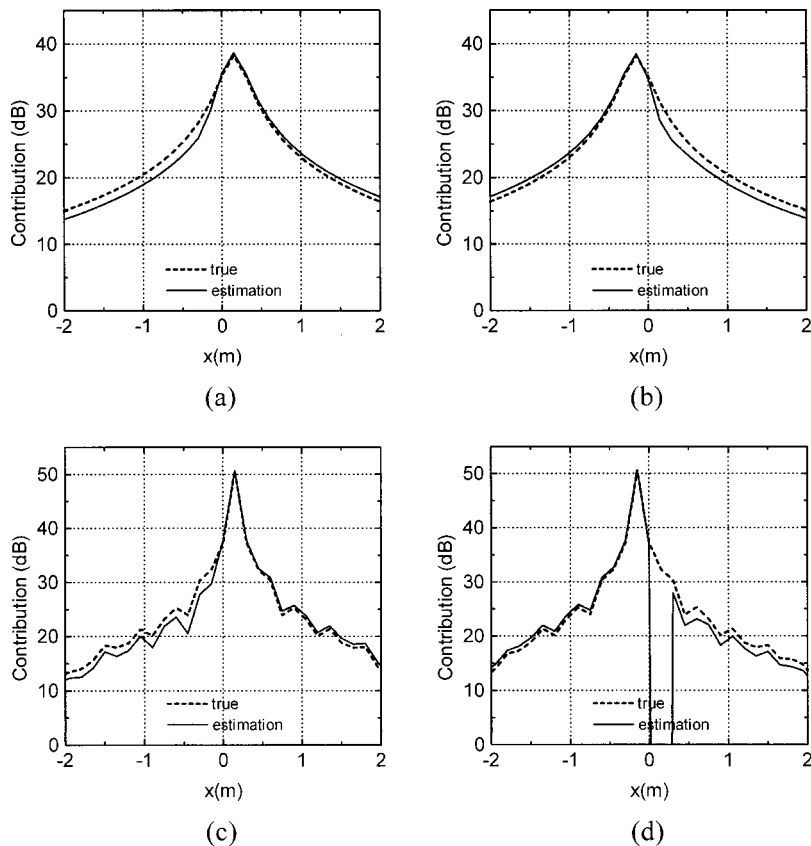 40
30
20
10
0
Contribution (dB)
true
estimation
-2 -1 0 1 2
x(m)
(a)
40
30
20
10
0
Contribution (dB)
true
estimation
-2 -1 0 1 2
x(m)
(b)
50
40
30
20
10
0
Contribution (dB)
true
estimation
-2 -1 0 1 2
x(m)
(c)
50
40
30
20
10
0
Contribution (dB)
true
estimation
-2 -1 0 1 2
x(m)
(d)